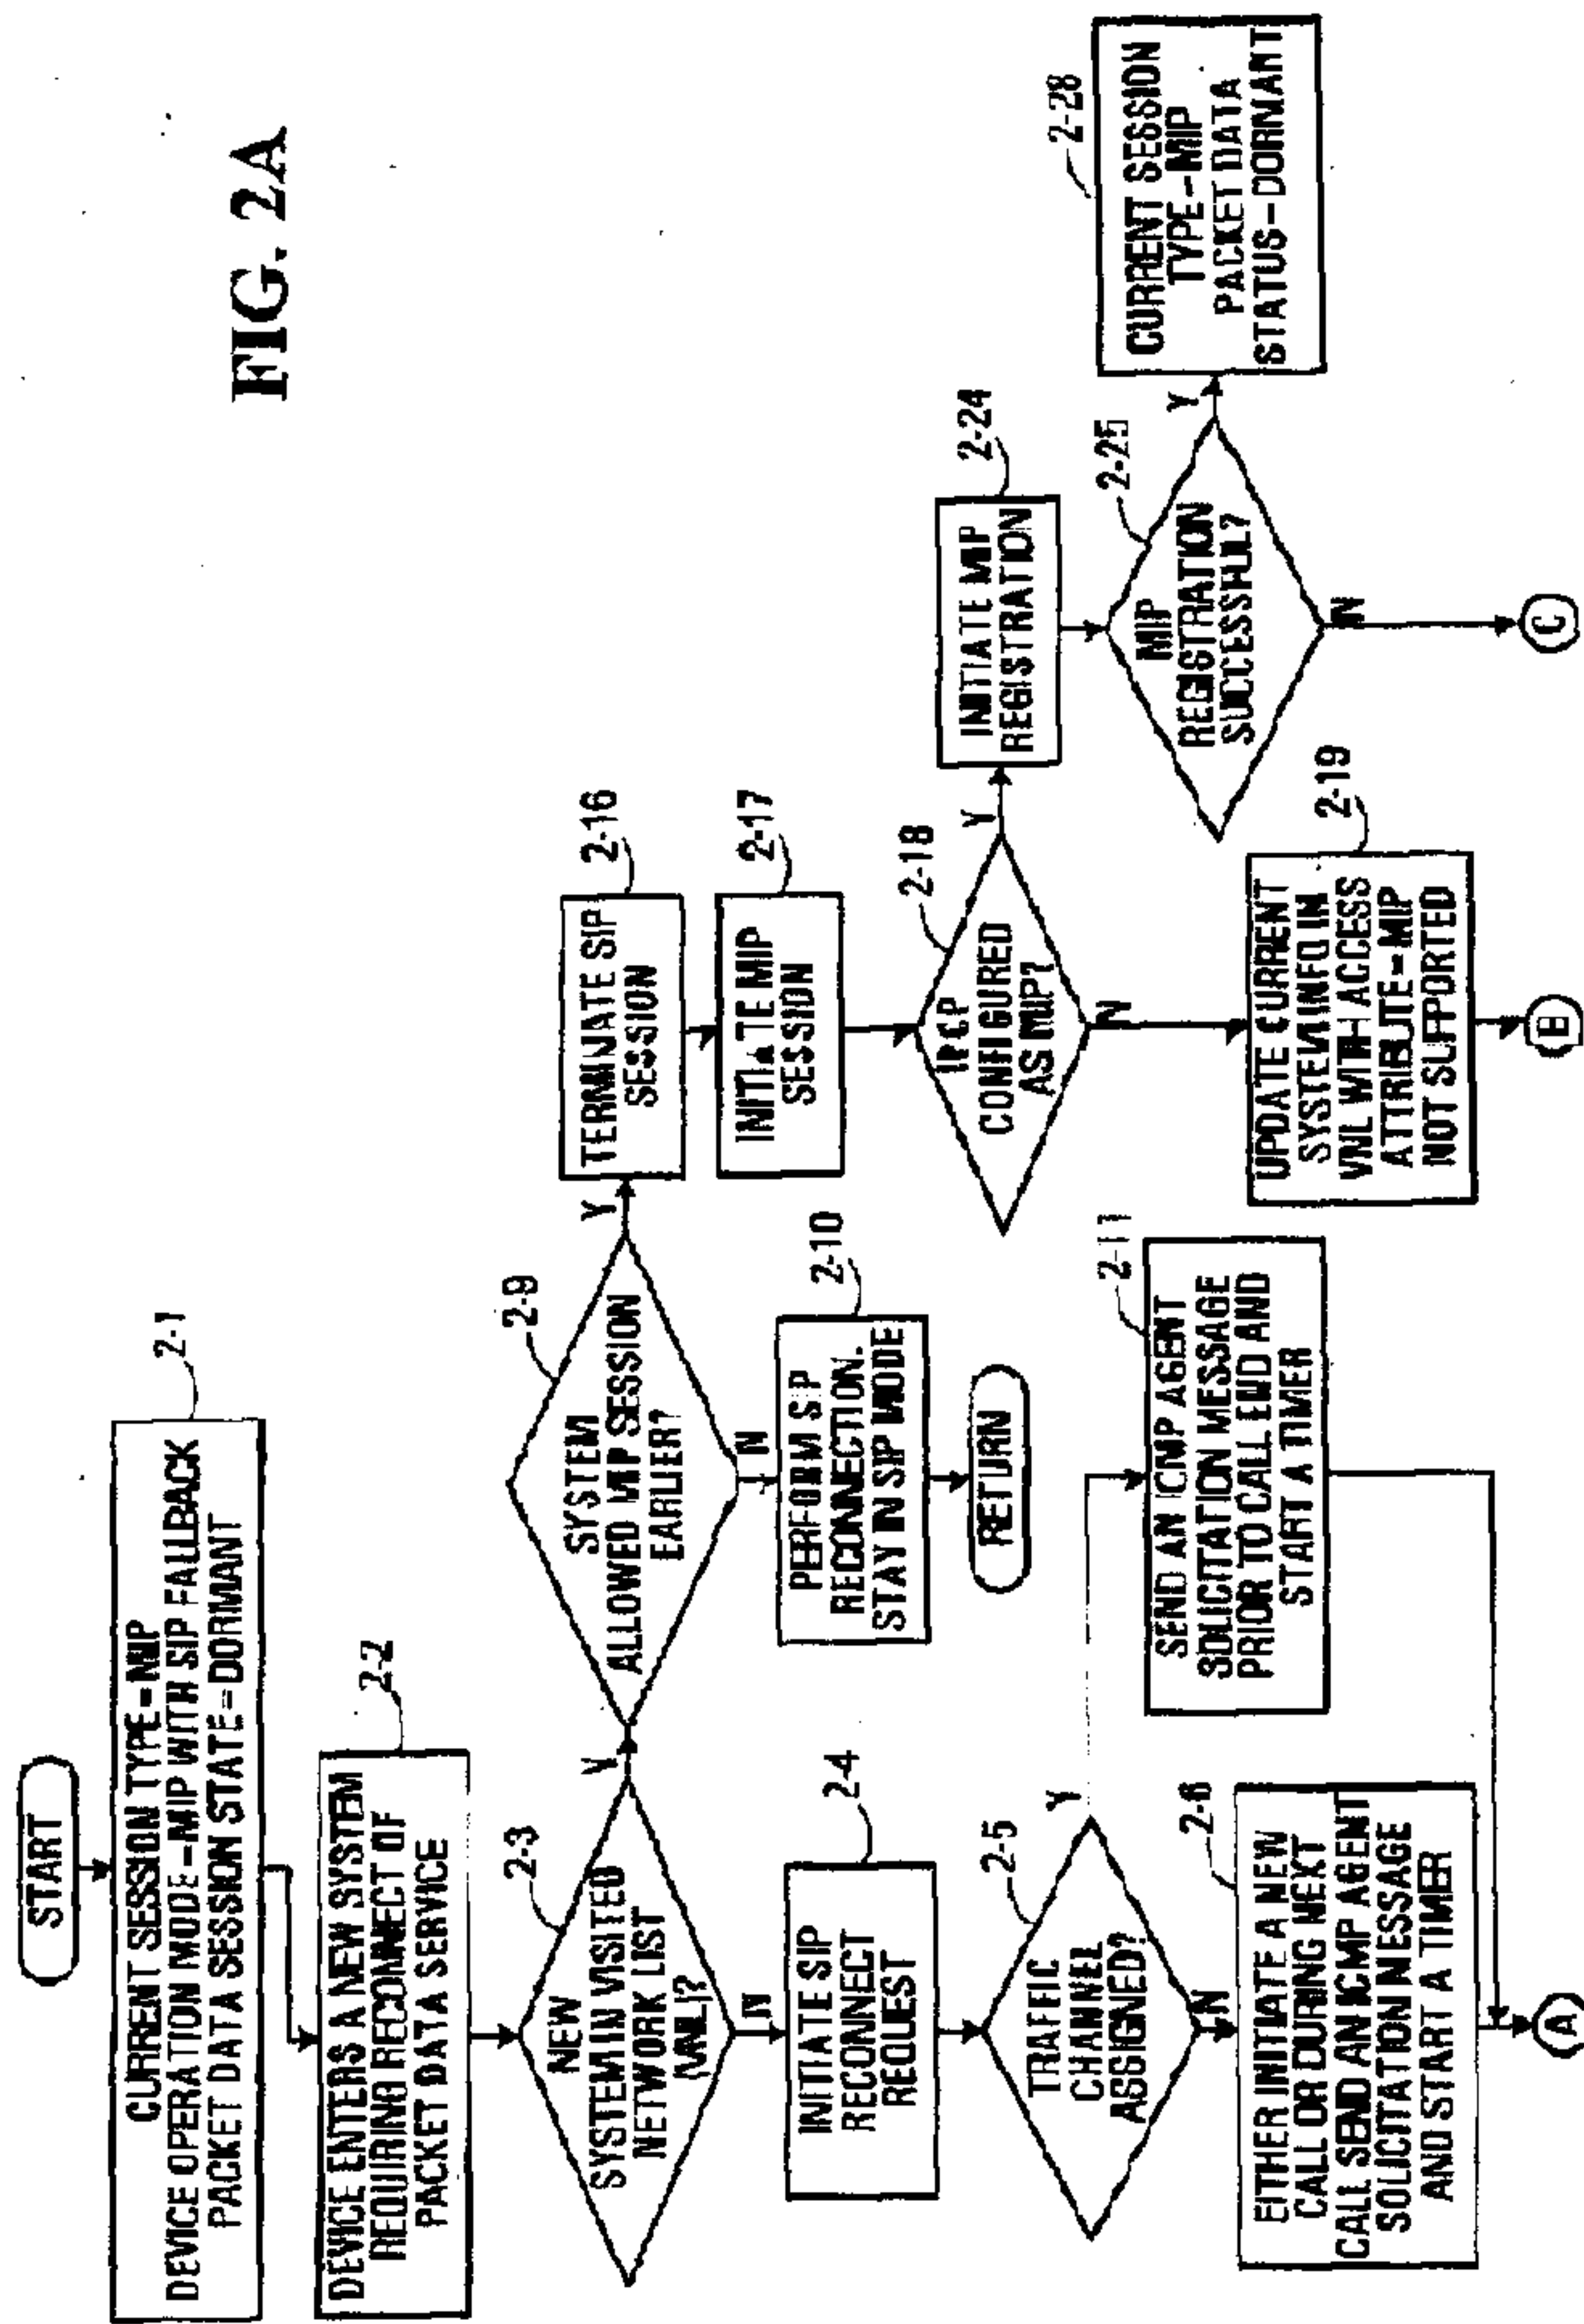 FIG. 2A
START
2-1
CURRENT SESSION TYPE=MIP
DEVICE OPERATION MODE=MIP WITH SIP FALLBACK
PACKET DATA SESSION STATE=DORMANT
2-2
DEVICE ENTERS A NEW SYSTEM
REQUIRING RECONNECT OF
PACKET DATA SERVICE
2-3
NEW
SYSTEM IN VISITED
NETWORK LIST
(VNL)?
Y
N
2-9
SYSTEM
ALLOWED MIP SESSION
EARLIER?
Y
N
2-16
TERMINATE SIP
SESSION
2-17
INITIATE MIP
SESSION
2-4
INITIATE SIP
RECONNECT
REQUEST
2-10
PERFORM SIP
RECONNECTION.
STAY IN SIP MODE
RETURN
2-18
IPCP
CONFIGURED
AS MIP?
Y
N
2-24
INITIATE MIP
REGISTRATION
2-5
TRAFFIC
CHANNEL
ASSIGNED?
Y
N
2-11
SEND AN ICMP AGENT
SOLICITATION MESSAGE
PRIOR TO CALL END AND
START A TIMER
2-25
MIP
REGISTRATION
SUCCESSFUL?
Y
N
2-28
CURRENT SESSION
TYPE-MIP
PACKET DATA
STATUS-DORMANT
2-6
EITHER INITIATE A NEW
CALL OR DURING NEXT
CALL SEND AN ICMP AGENT
SOLICITATION MESSAGE
AND START A TIMER
2-19
UPDATE CURRENT
SYSTEM INFO IN
VNL WITH ACCESS
ATTRIBUTE=MIP
NOT SUPPORTED
A
B
C